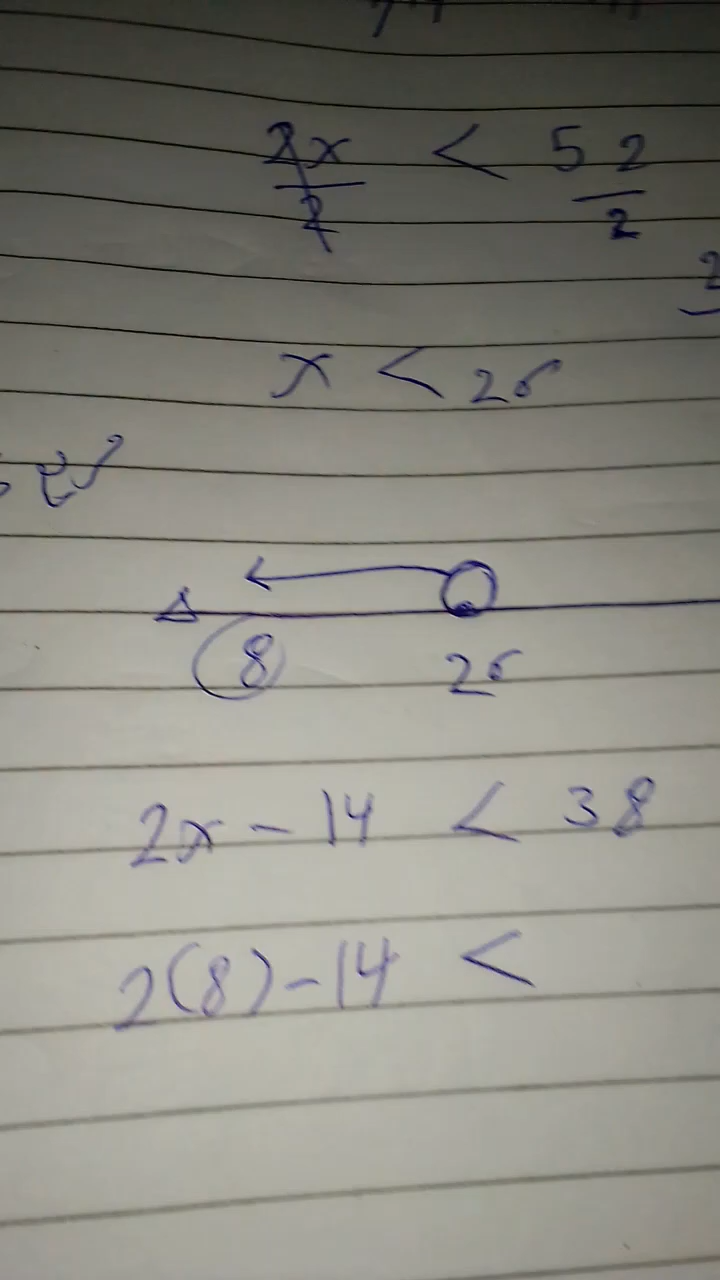 2x < 52
2 2
x < 26
8 26
2x - 14 < 38
2(8) - 14 <